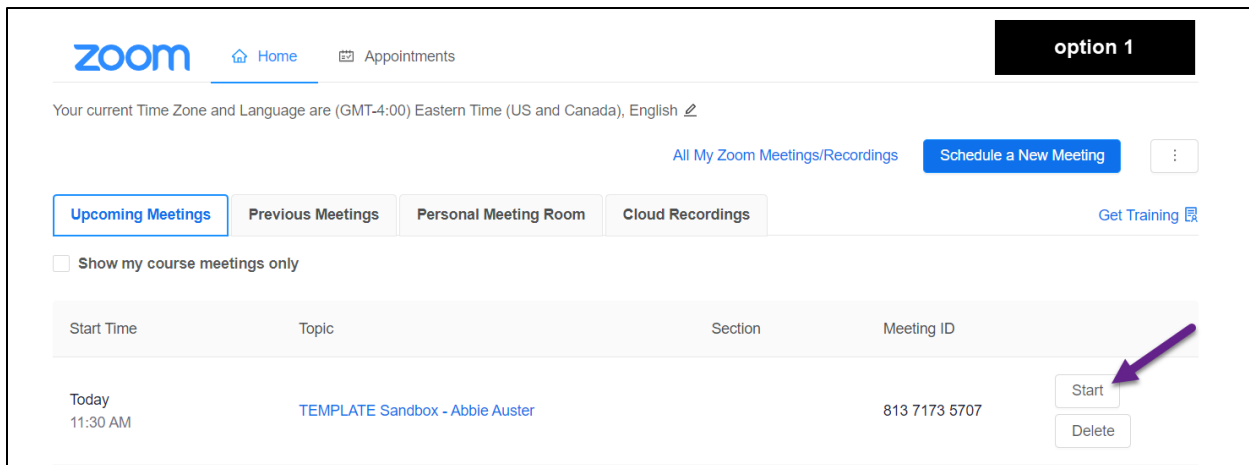 zoom Home Appointments option 1
Your current Time Zone and Language are (GMT-4:00) Eastern Time (US and Canada), English
All My Zoom Meetings/Recordings Schedule a New Meeting
Upcoming Meetings Previous Meetings Personal Meeting Room Cloud Recordings Get Training
Show my course meetings only
Start Time Topic Section Meeting ID
Today
11:30 AM
TEMPLATE Sandbox - Abbie Auster
813 7173 5707
Start
Delete